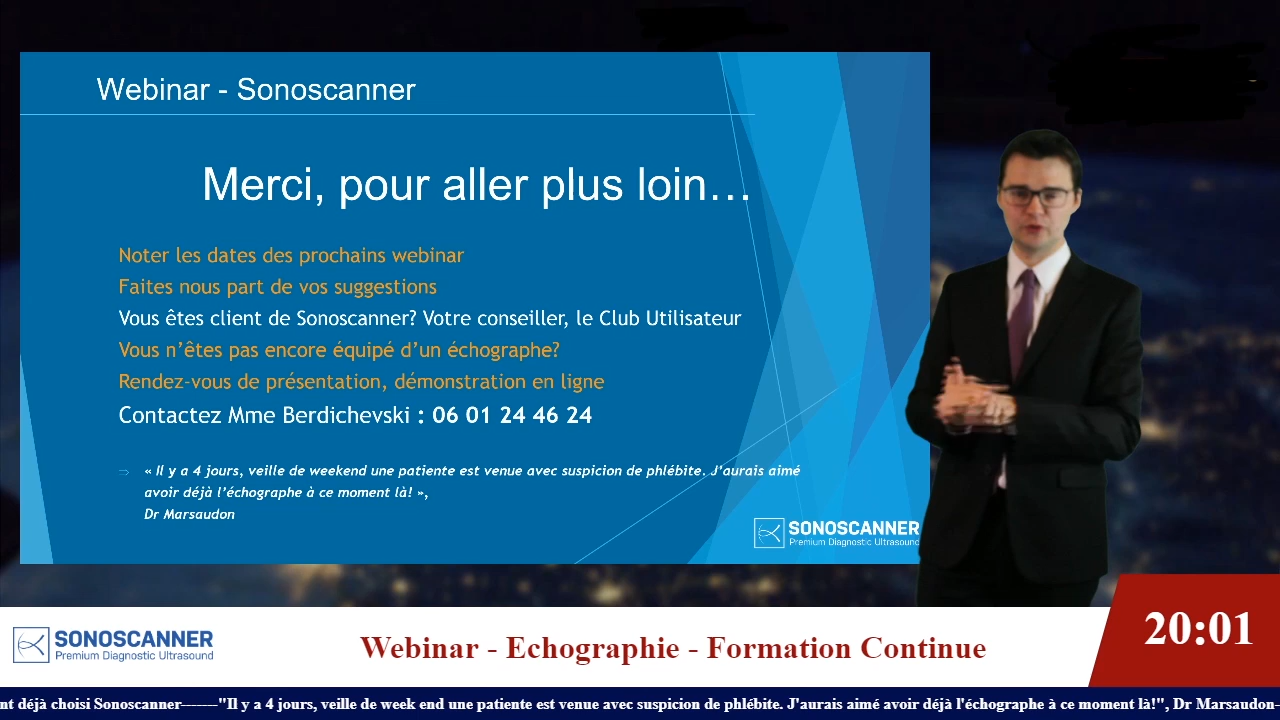 Webinar - Sonoscanner
Merci, pour aller plus loin…
Noter les dates des prochains webinar
Faites nous part de vos suggestions
Vous êtes client de Sonoscanner? Votre conseiller, le Club Utilisateur
Vous n’êtes pas encore équipé d’un échographe?
Rendez-vous de présentation, démonstration en ligne
Contactez Mme Berdichevski : 06 01 24 46 24
⇒ « Il y a 4 jours, veille de weekend une patiente est venue avec suspicion de phlébite. J’aurais aimé
avoir déjà l’échographe à ce moment là! »,
Dr Marsaudon
SONOSCANNER
Premium Diagnostic Ultrasound
SONOSCANNER
Premium Diagnostic Ultrasound
Webinar - Echographie - Formation Continue
20:01
nt déjà choisi Sonoscanner-------"Il y a 4 jours, veille de week end une patiente est venue avec suspicion de phlébite. J'aurais aimé avoir déjà l'échographe à ce moment là!", Dr Marsaudon-